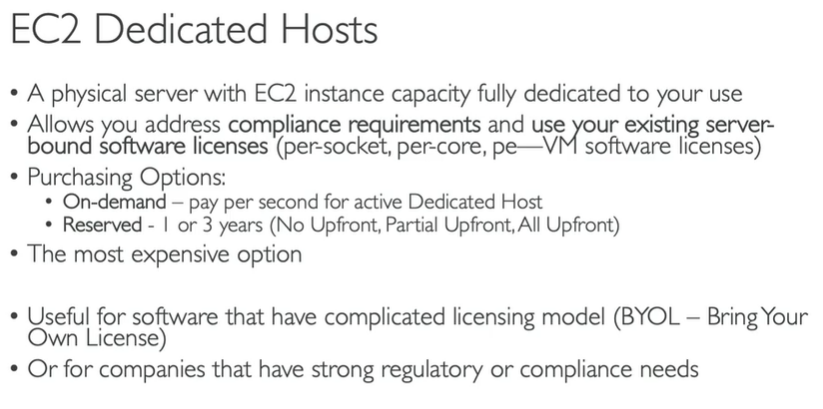 EC2 Dedicated Hosts
• A physical server with EC2 instance capacity fully dedicated to your use
• Allows you address compliance requirements and use your existing server-
bound software licenses (per-socket, per-core, pe—VM software licenses)
• Purchasing Options:
• On-demand – pay per second for active Dedicated Host
• Reserved - 1 or 3 years (No Upfront, Partial Upfront, All Upfront)
• The most expensive option
• Useful for software that have complicated licensing model (BYOL – Bring Your
Own License)
• Or for companies that have strong regulatory or compliance needs